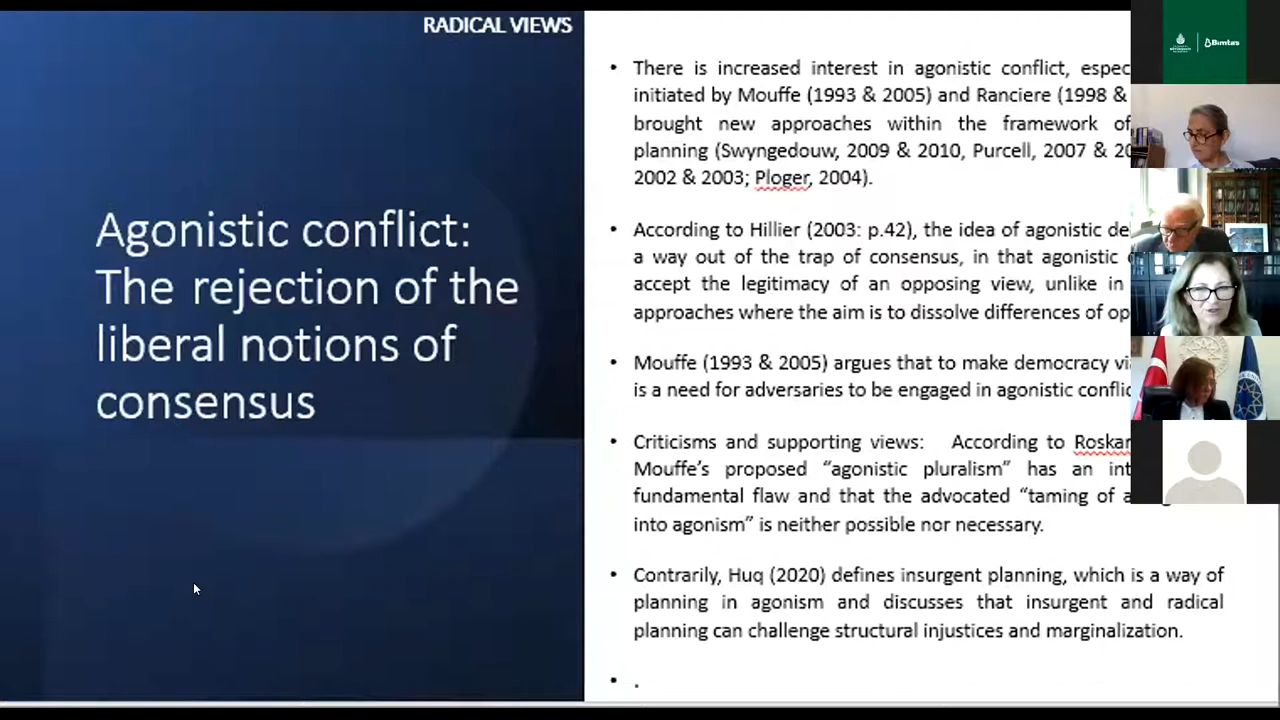 RADICAL VIEWS
Agonistic conflict:
The rejection of the
liberal notions of
consensus
• There is increased interest in agonistic conflict, espec
initiated by Mouffe (1993 & 2005) and Ranciere (1998 &
brought new approaches within the framework of
planning (Swyngedouw, 2009 & 2010, Purcell, 2007 & 20
2002 & 2003; Ploger, 2004).
• According to Hillier (2003: p.42), the idea of agonistic de
a way out of the trap of consensus, in that agonistic
accept the legitimacy of an opposing view, unlike in
approaches where the aim is to dissolve differences of op
• Mouffe (1993 & 2005) argues that to make democracy vi
is a need for adversaries to be engaged in agonistic conflic
• Criticisms and supporting views: According to Roskar
Mouffe’s proposed “agonistic pluralism” has an int
fundamental flaw and that the advocated “taming of a
into agonism” is neither possible nor necessary.
• Contrarily, Huq (2020) defines insurgent planning, which is a way of
planning in agonism and discusses that insurgent and radical
planning can challenge structural injustices and marginalization.
• .
Bimtas